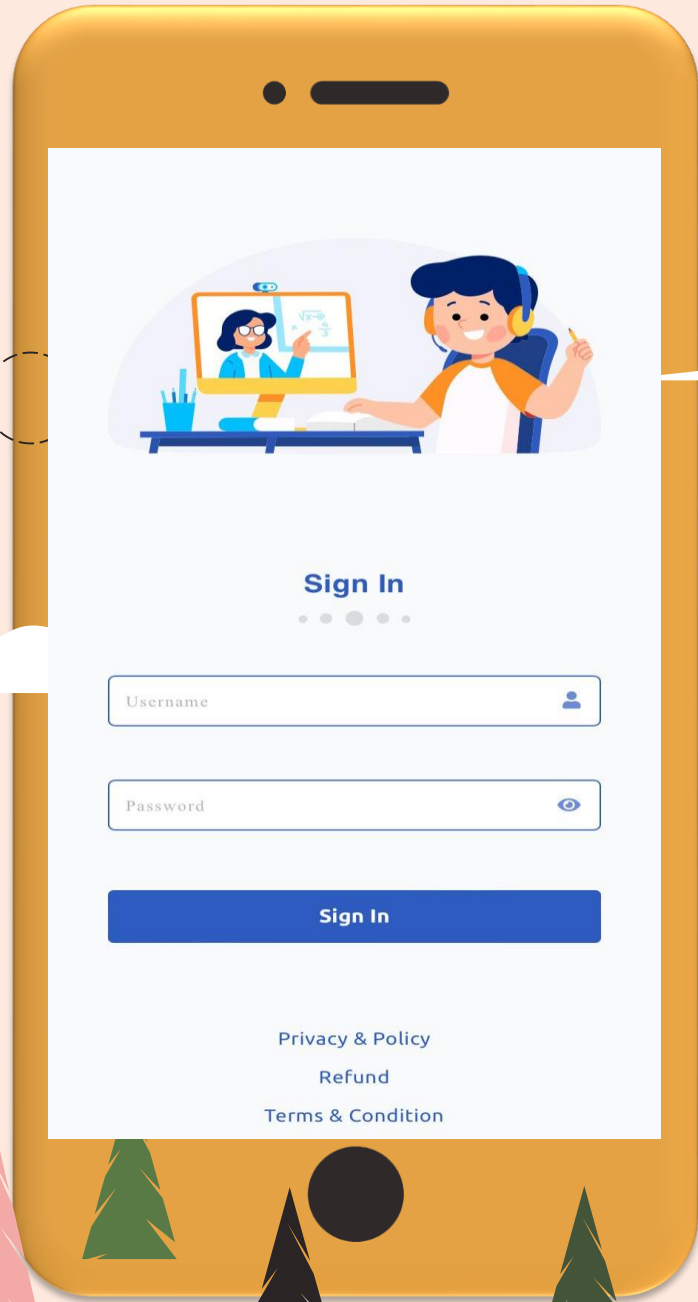 Sign In
Username
Password
Sign In
Privacy & Policy
Refund
Terms & Condition